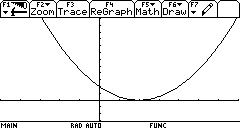 F1 F2 F3 F4 F5 F6 F7
Zoom Trace ReGraph Math Draw
MAIN RAD AUTO FUNC